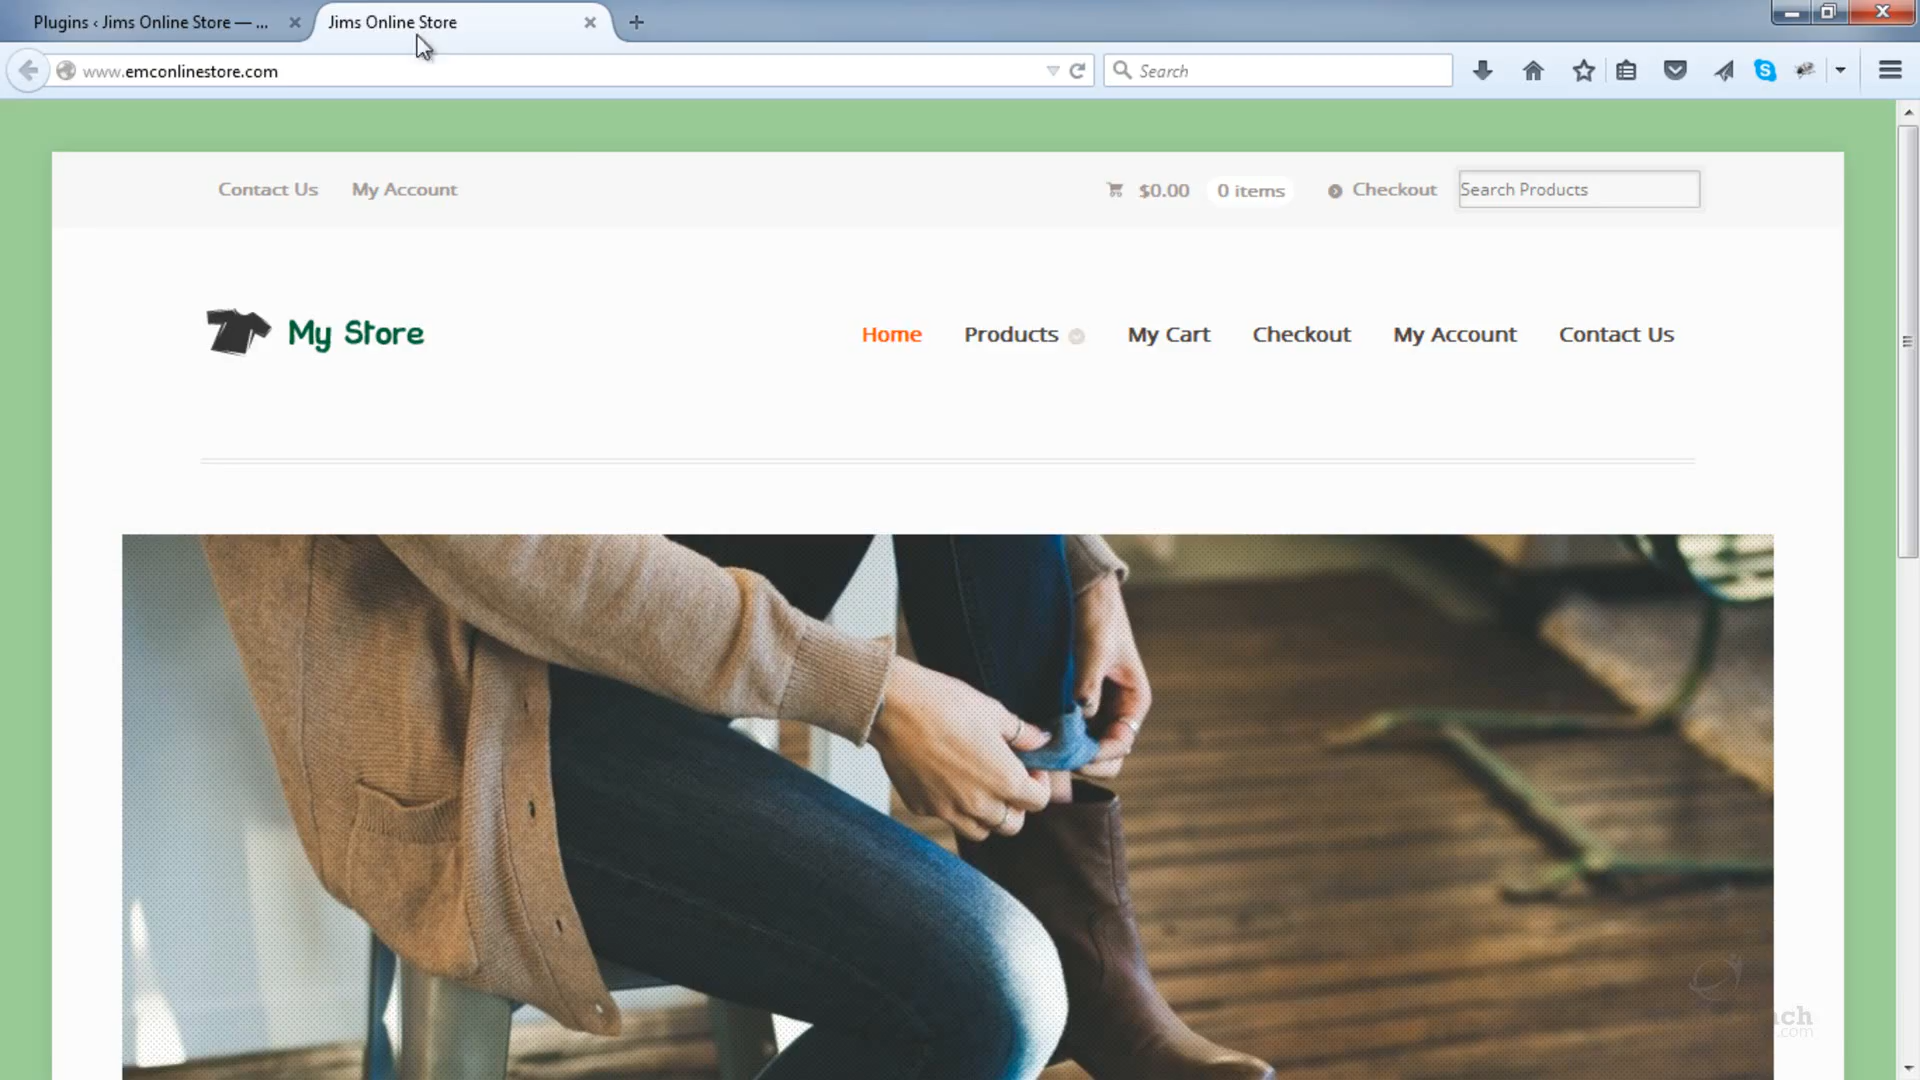 Plugins ‹ Jims Online Store — ...
Jims Online Store
www.emconlinestore.com
Search
Contact Us
My Account
$0.00
0 items
Checkout
Search Products
My Store
Home
Products
My Cart
Checkout
My Account
Contact Us